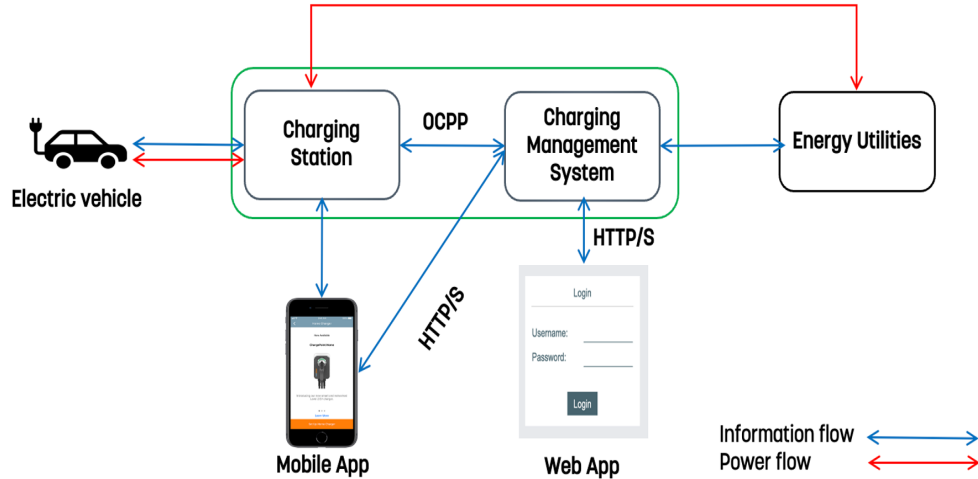 Charging
Station
OCPP
Charging
Management
System
Energy Utilities
Electric vehicle
HTTP/S
HTTP/S
Login
Username:
Password:
Login
Mobile App
Web App
Information flow
Power flow